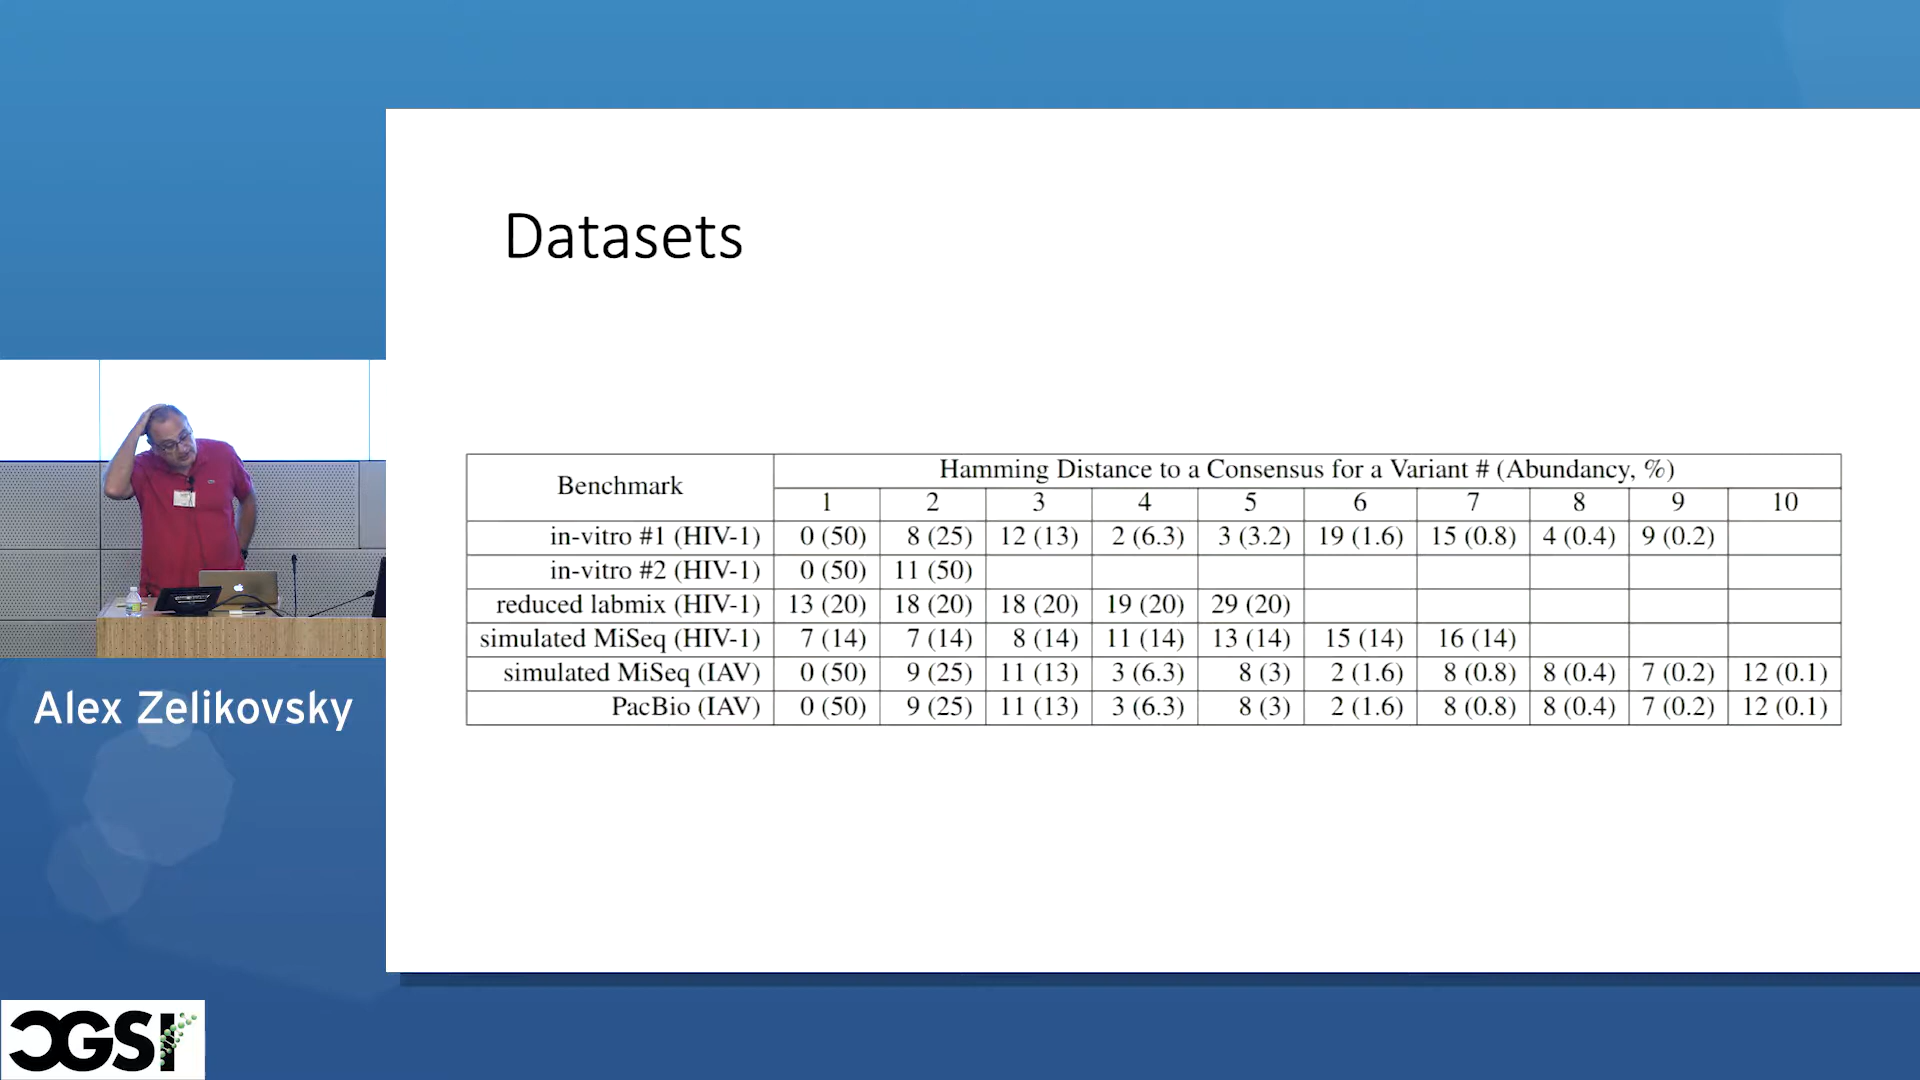 Datasets
Benchmark
Hamming Distance to a Consensus for a Variant # (Abundancy, %)
1 2 3 4 5 6 7 8 9 10
in-vitro #1 (HIV-1) 0 (50) 8 (25) 12 (13) 2 (6.3) 3 (3.2) 19 (1.6) 15 (0.8) 4 (0.4) 9 (0.2)
in-vitro #2 (HIV-1) 0 (50) 11 (50)
reduced labmix (HIV-1) 13 (20) 18 (20) 18 (20) 19 (20) 29 (20)
simulated MiSeq (HIV-1) 7 (14) 7 (14) 8 (14) 11 (14) 13 (14) 15 (14) 16 (14)
simulated MiSeq (IAV) 0 (50) 9 (25) 11 (13) 3 (6.3) 8 (3) 2 (1.6) 8 (0.8) 8 (0.4) 7 (0.2) 12 (0.1)
PacBio (IAV) 0 (50) 9 (25) 11 (13) 3 (6.3) 8 (3) 2 (1.6) 8 (0.8) 8 (0.4) 7 (0.2) 12 (0.1)
Alex Zelikovsky
CGSI